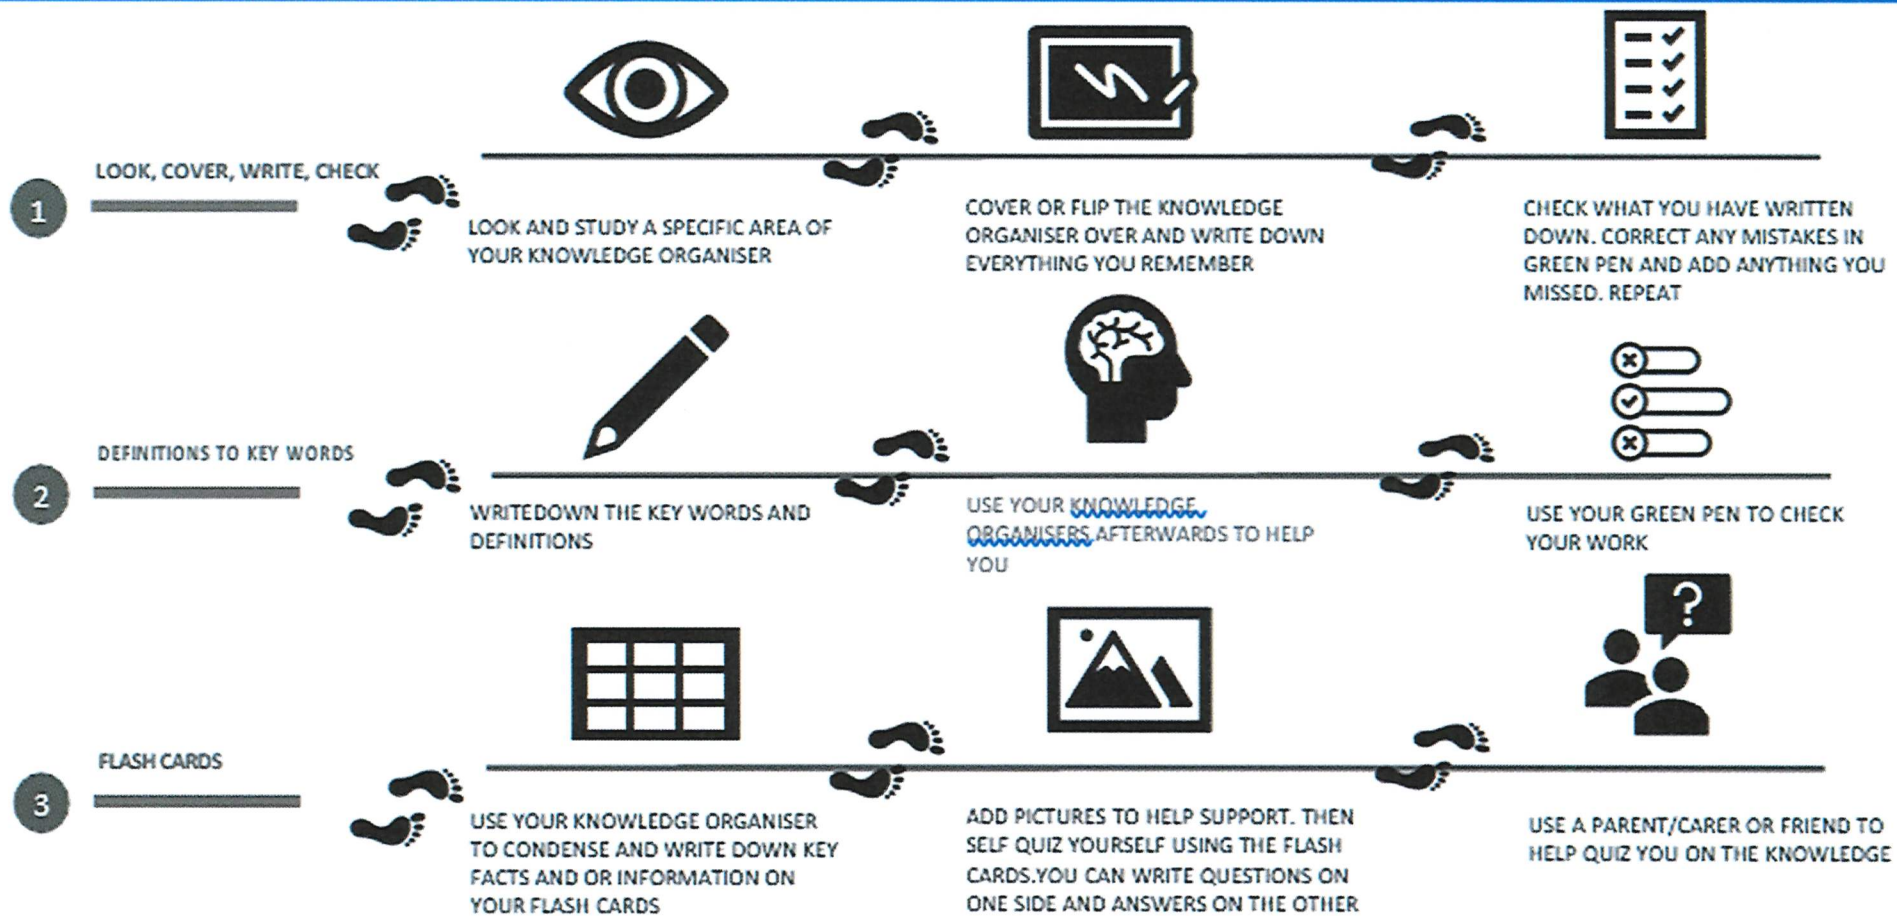 1
LOOK, COVER, WRITE, CHECK
LOOK AND STUDY A SPECIFIC AREA OF
YOUR KNOWLEDGE ORGANISER
COVER OR FLIP THE KNOWLEDGE
ORGANISER OVER AND WRITE DOWN
EVERYTHING YOU REMEMBER
CHECK WHAT YOU HAVE WRITTEN
DOWN. CORRECT ANY MISTAKES IN
GREEN PEN AND ADD ANYTHING YOU
MISSED. REPEAT
2
DEFINITIONS TO KEY WORDS
WRITEDOWN THE KEY WORDS AND
DEFINITIONS
USE YOUR KNOWLEDGE
ORGANISERS AFTERWARDS TO HELP
YOU
USE YOUR GREEN PEN TO CHECK
YOUR WORK
?
3
FLASH CARDS
USE YOUR KNOWLEDGE ORGANISER
TO CONDENSE AND WRITE DOWN KEY
FACTS AND OR INFORMATION ON
YOUR FLASH CARDS
ADD PICTURES TO HELP SUPPORT. THEN
SELF QUIZ YOURSELF USING THE FLASH
CARDS.YOU CAN WRITE QUESTIONS ON
ONE SIDE AND ANSWERS ON THE OTHER
USE A PARENT/CARER OR FRIEND TO
HELP QUIZ YOU ON THE KNOWLEDGE